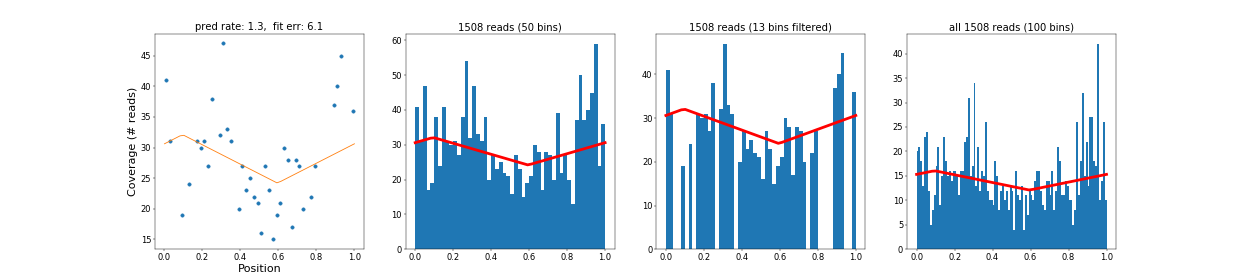 pred rate: 1.3,  fit err: 6.1
Coverage (# reads)
45
40
35
30
25
20
15
0.0 0.2 0.4 0.6 0.8 1.0
Position
1508 reads (50 bins)
60
50
40
30
20
10
0
0.0 0.2 0.4 0.6 0.8 1.0
1508 reads (13 bins filtered)
40
30
20
10
0
0.0 0.2 0.4 0.6 0.8 1.0
all 1508 reads (100 bins)
40
35
30
25
20
15
10
5
0
0.0 0.2 0.4 0.6 0.8 1.0